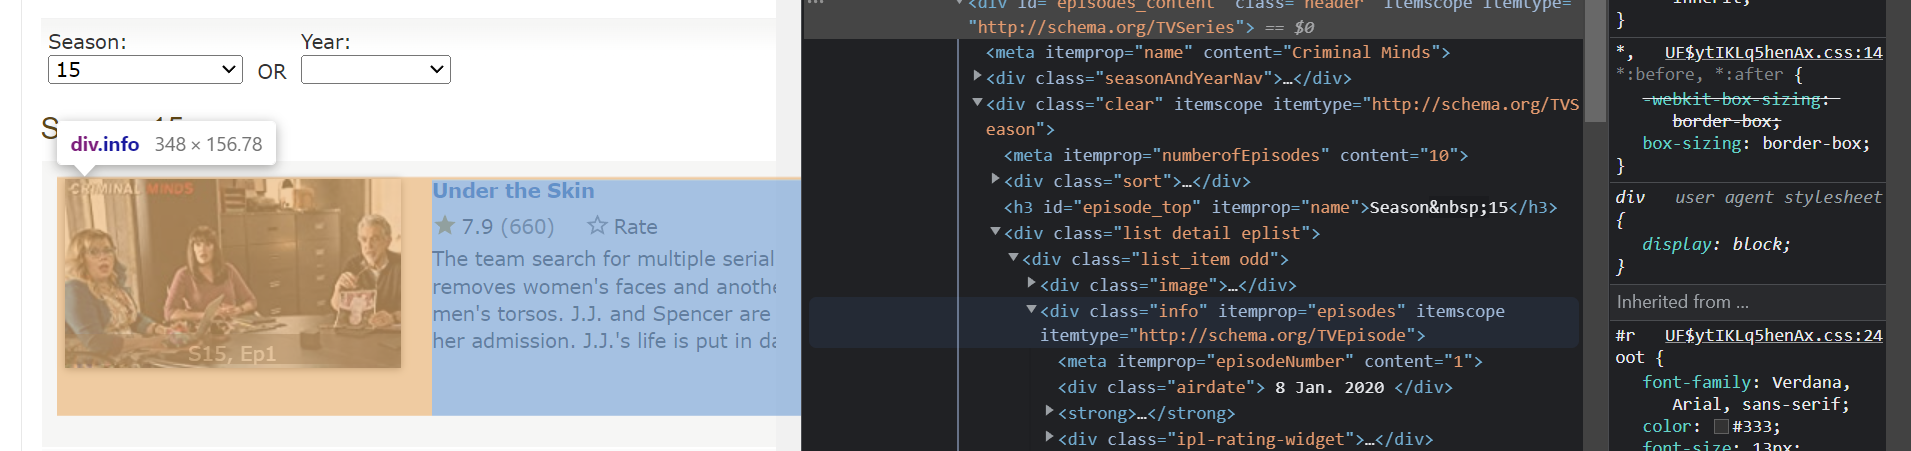 Season:
Year:
15
OR
div.info 348 × 156.78
CRIMINAL MINDS
S15, Ep1
Under the Skin
7.9 (660) Rate
The team search for multiple serial
removes women's faces and anothe
men's torsos. J.J. and Spencer are
her admission. J.J.'s life is put in da
<div id="episodes_content" class="header" itemscope itemtype=
"http://schema.org/TVSeries"> == $0
<meta itemprop="name" content="Criminal Minds">
<div class="seasonAndYearNav">…</div>
<div class="clear" itemscope itemtype="http://schema.org/TVS
eason">
<meta itemprop="numberofEpisodes" content="10">
<div class="sort">…</div>
<h3 id="episode_top" itemprop="name">Season&nbsp;15</h3>
<div class="list detail eplist">
<div class="list_item odd">
<div class="image">…</div>
<div class="info" itemprop="episodes" itemscope
itemtype="http://schema.org/TVEpisode">
<meta itemprop="episodeNumber" content="1">
<div class="airdate"> 8 Jan. 2020 </div>
<strong>…</strong>
<div class="ipl-rating-widget">…</div>
inherit;
}
*, UF$ytIKLq5henAx.css:14
*:before, *:after {
-webkit-box-sizing:
border-box;
box-sizing: border-box;
}
div user agent stylesheet
{
display: block;
}
Inherited from …
#r UF$ytIKLq5henAx.css:24
oot {
font-family: Verdana,
Arial, sans-serif;
color: #333;
font-size: 13px;